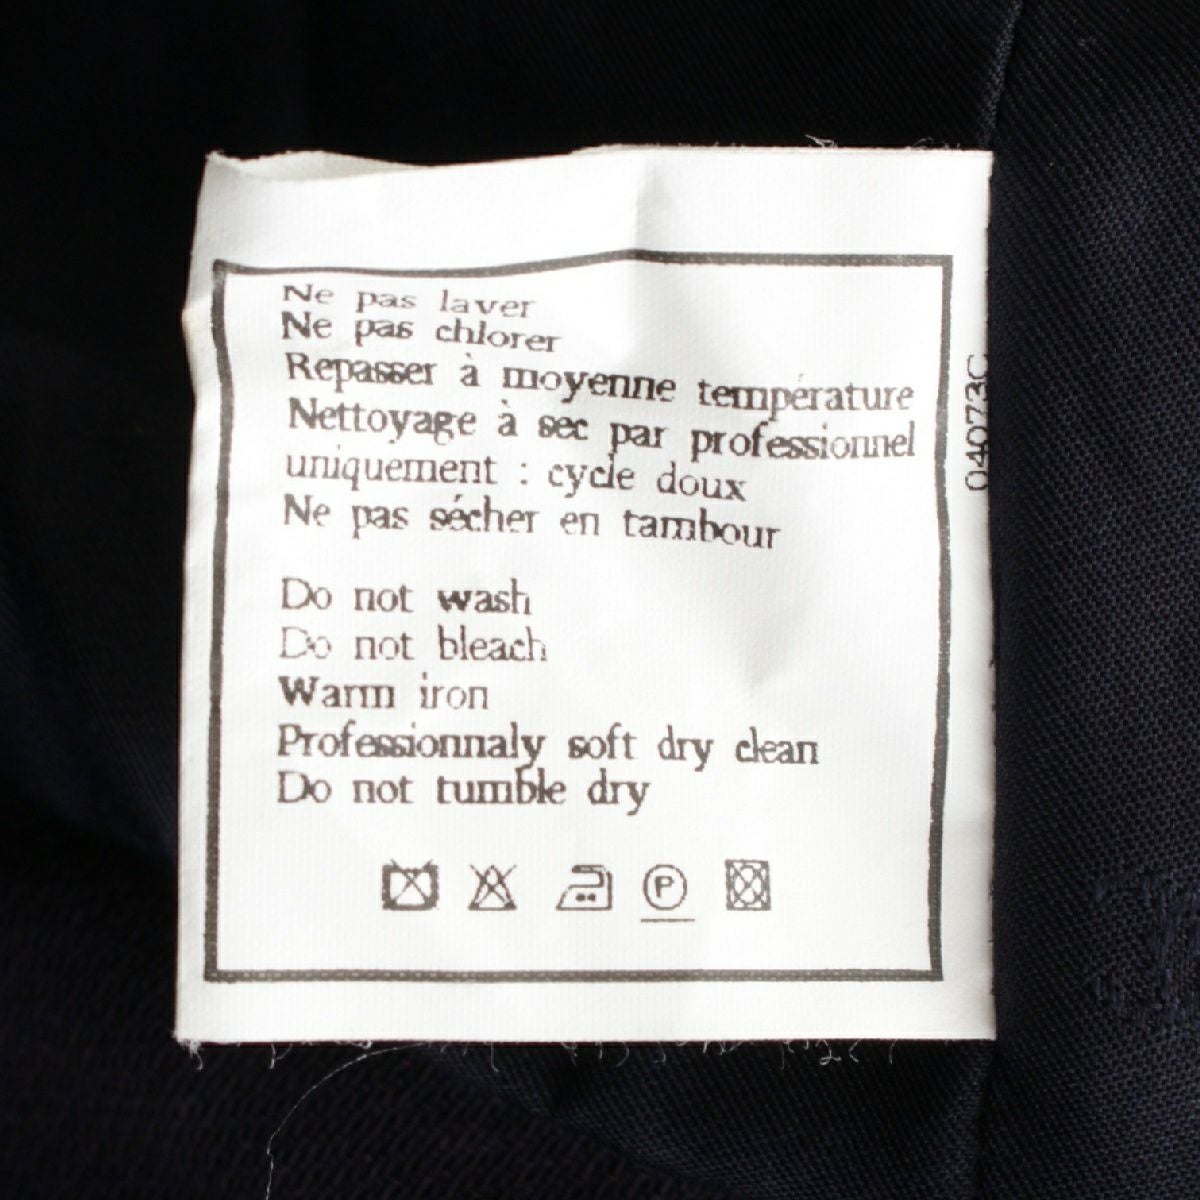 Ne pas laver
Ne pas chlorer
Repasser à moyenne température
Nettoyage à sec par professionnel
uniquement : cycle doux
Ne pas sécher en tambour
Do not wash
Do not bleach
Warm iron
Professionnaly soft dry clean
Do not tumble dry
P
04073C